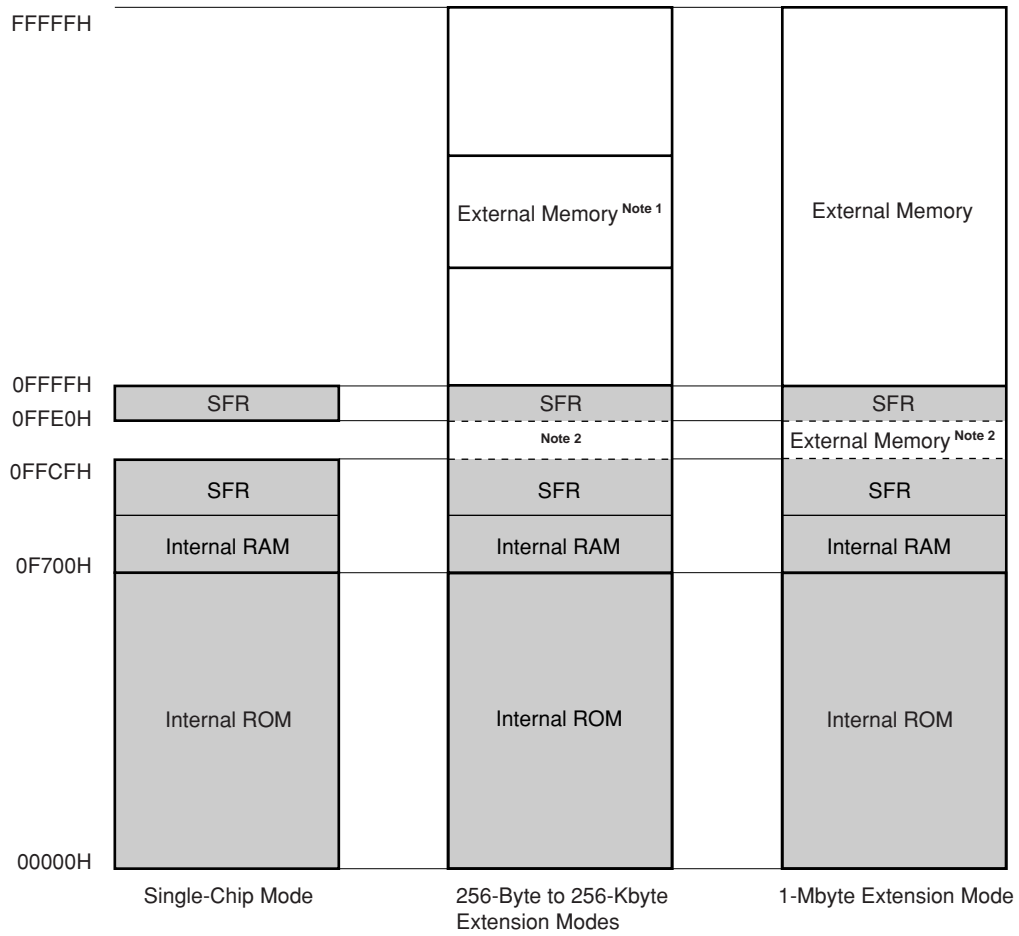 FFFFFH
External Memory Note 1
External Memory
0FFFFH
SFR
SFR
SFR
0FFE0H
Note 2
External Memory Note 2
0FFCFH
SFR
SFR
SFR
Internal RAM
Internal RAM
Internal RAM
0F700H
Internal ROM
Internal ROM
Internal ROM
00000H
Single-Chip Mode
256-Byte to 256-Kbyte
Extension Modes
1-Mbyte Extension Mode